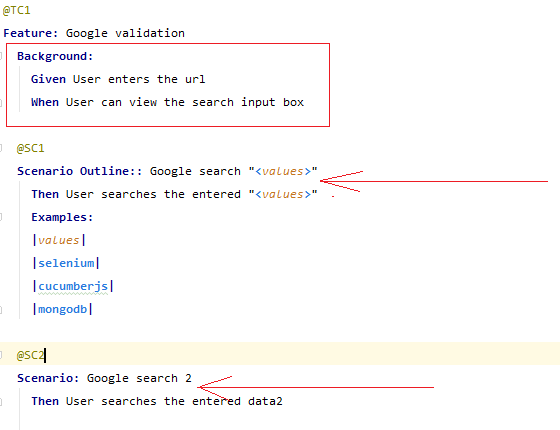 @TC1
Feature: Google validation
Background:
Given User enters the url
When User can view the search input box
@SC1
Scenario Outline:: Google search "<values>"
Then User searches the entered "<values>"
Examples:
|values|
|selenium|
|cucumberjs|
|mongodb|
@SC2
Scenario: Google search 2
Then User searches the entered data2